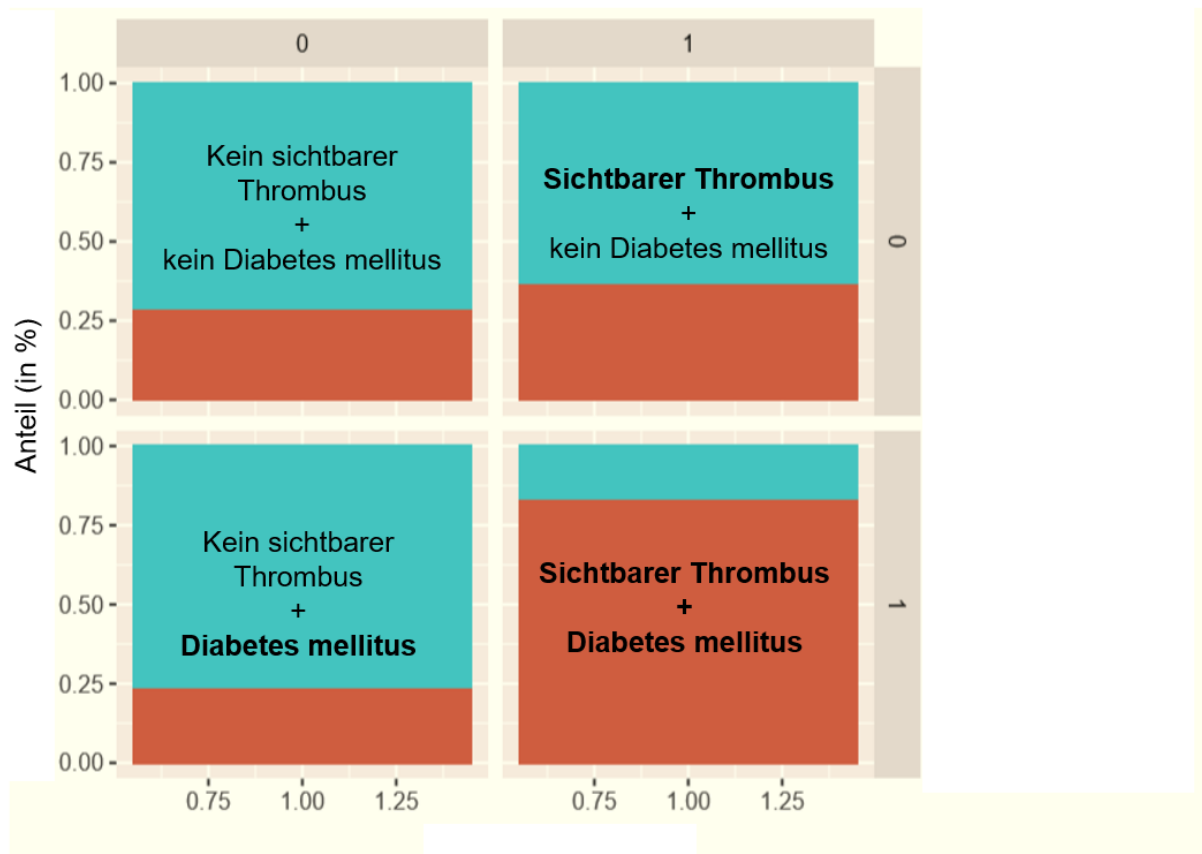 0
1
1.00
0.75
0.50
0.25
0.00
Kein sichtbarer
Thrombus
+
kein Diabetes mellitus
Sichtbarer Thrombus
+
kein Diabetes mellitus
0
Anteil (in %)
1.00
0.75
0.50
0.25
0.00
Kein sichtbarer
Thrombus
+
Diabetes mellitus
Sichtbarer Thrombus
+
Diabetes mellitus
1
0.75 1.00 1.25
0.75 1.00 1.25